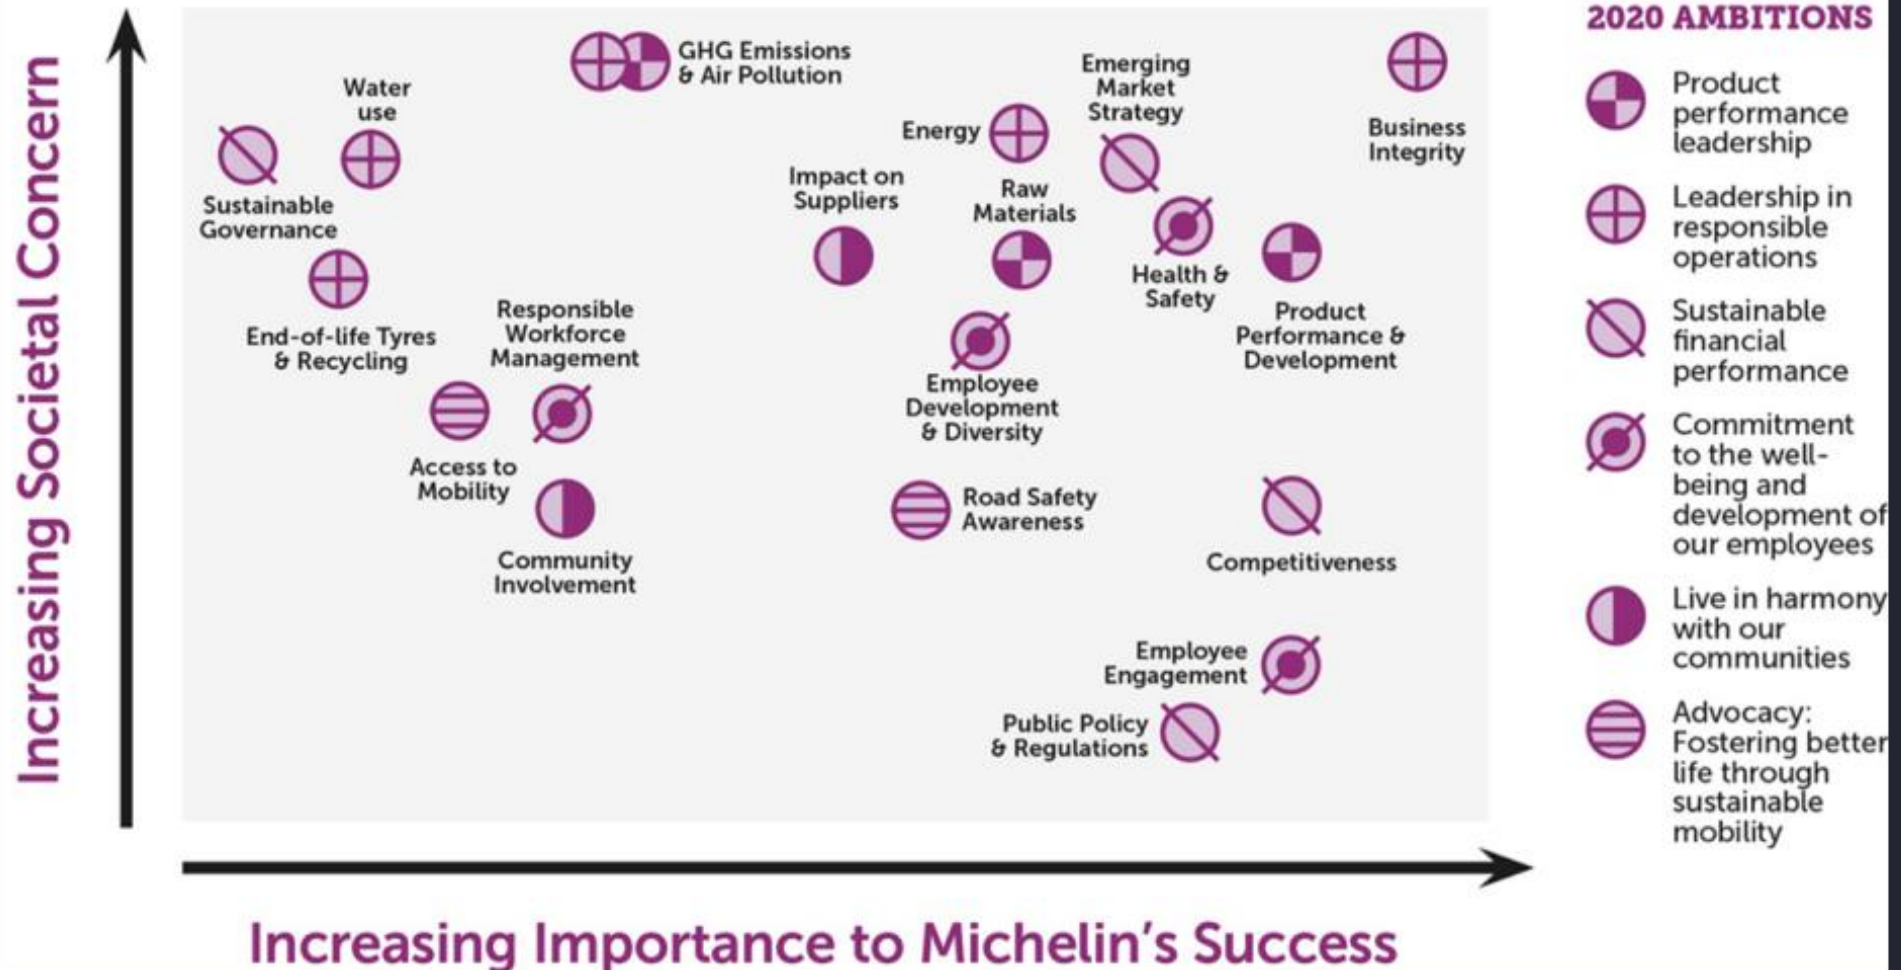 Increasing Societal Concern
GHG Emissions
& Air Pollution
Water
use
Sustainable
Governance
End-of-life Tyres
& Recycling
Responsible
Workforce
Management
Access to
Mobility
Community
Involvement
Impact on
Suppliers
Energy
Raw
Materials
Emerging
Market
Strategy
Business
Integrity
Health &
Safety
Product
Performance &
Development
Employee
Development
& Diversity
Road Safety
Awareness
Competitiveness
Employee
Engagement
Public Policy
& Regulations
Increasing Importance to Michelin's Success
2020 AMBITIONS
Product
performance
leadership
Leadership in
responsible
operations
Sustainable
financial
performance
Commitment
to the well-
being and
development of
our employees
Live in harmony
with our
communities
Advocacy:
Fostering better
life through
sustainable
mobility